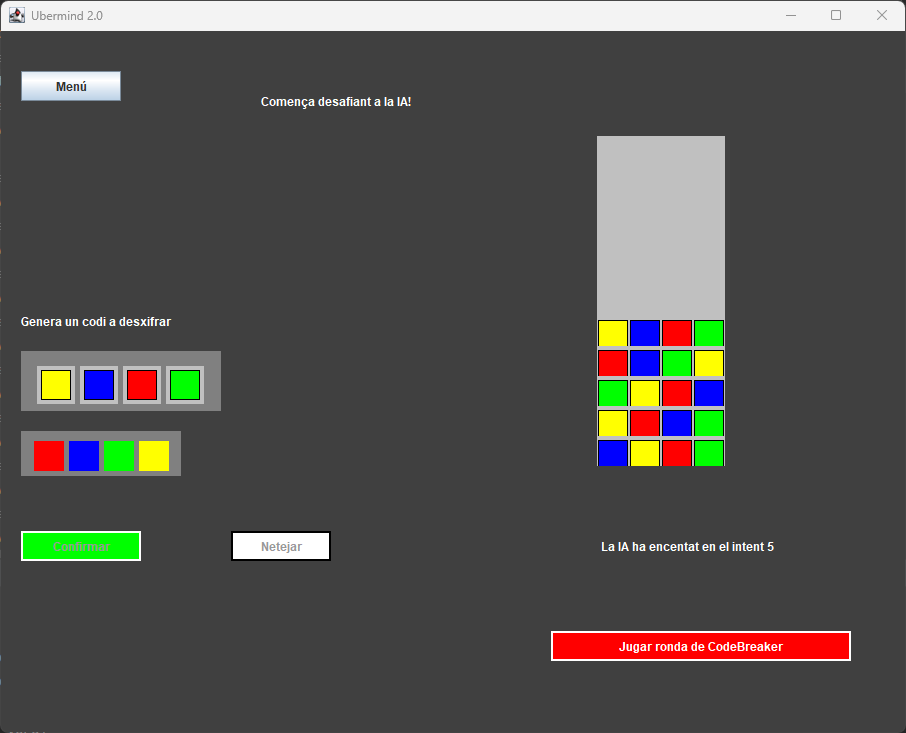 Ubermind 2.0
Menú
Comença desafiant a la IA!
Genera un codi a desxifrar
Confirmar
Netejar
La IA ha encentat en el intent 5
Jugar ronda de CodeBreaker